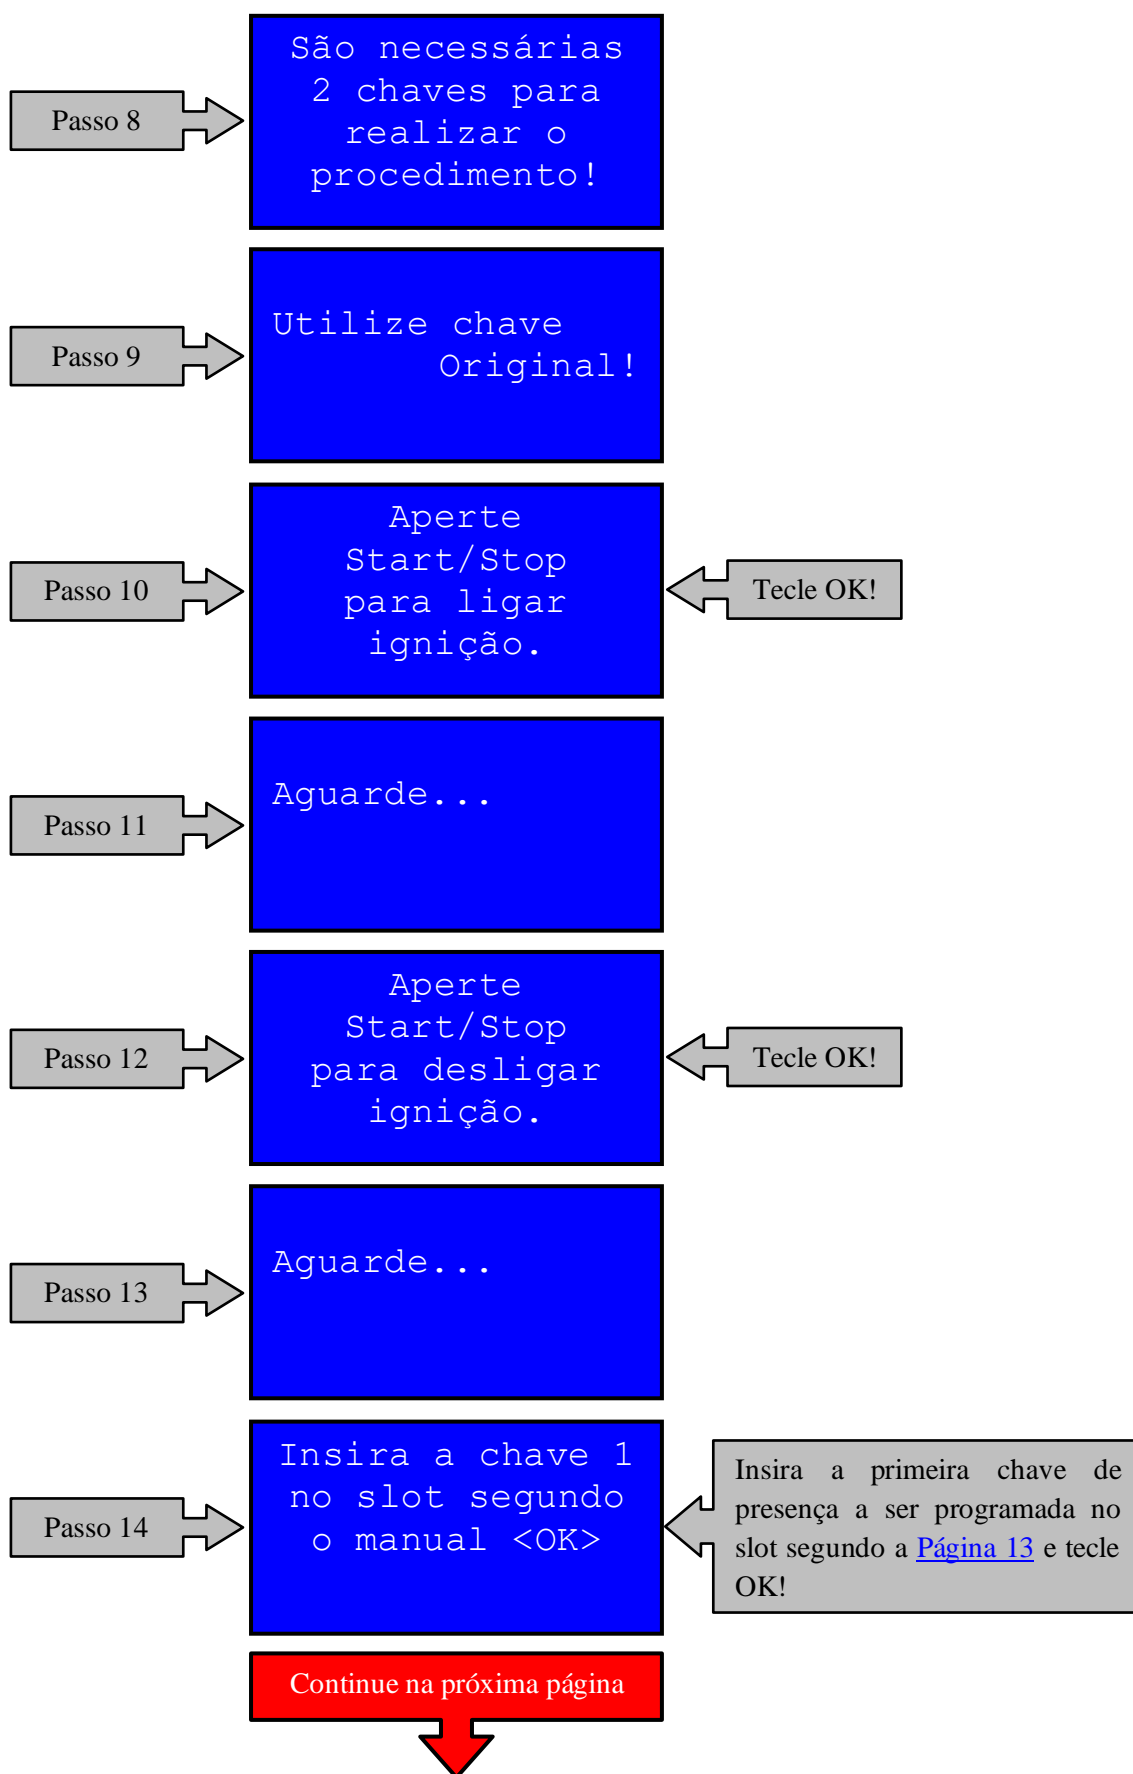 Passo 8
São necessárias
2 chaves para
realizar o
procedimento!
Passo 9
Utilize chave
Original!
Passo 10
Aperte
Start/Stop
para ligar
ignição.
Tecle OK!
Passo 11
Aguarde...
Passo 12
Aperte
Start/Stop
para desligar
ignição.
Tecle OK!
Passo 13
Aguarde...
Passo 14
Insira a chave 1
no slot segundo
o manual <OK>
Insira a primeira chave de
presença a ser programada no
slot segundo a Página 13 e tecle
OK!
Continue na próxima página